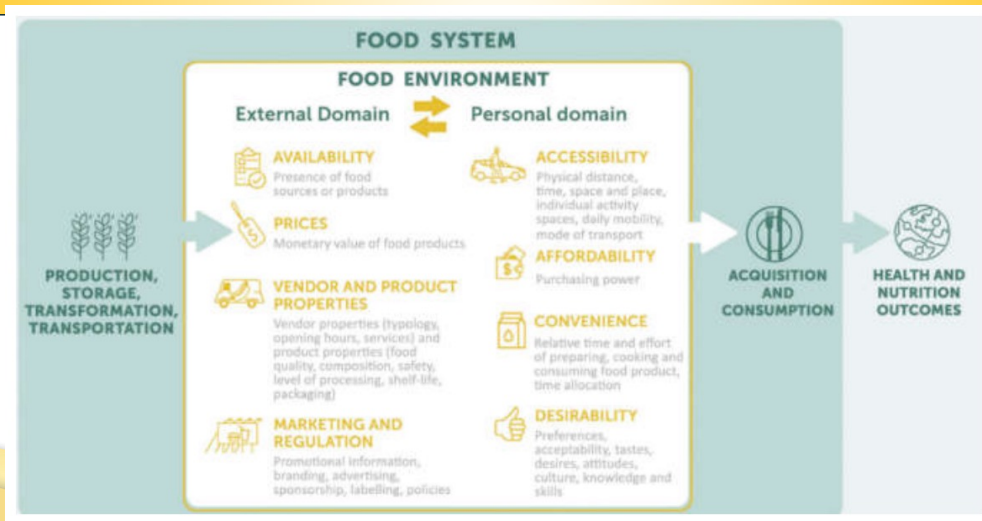 FOOD SYSTEM
FOOD ENVIRONMENT
External Domain
Personal domain
AVAILABILITY
Presence of food
sources or products
PRICES
Monetary value of food products
VENDOR AND PRODUCT
PROPERTIES
Vendor properties (typology,
opening hours, services) and
product properties (food
quality, composition, safety,
level of processing, shelf-life,
packaging)
MARKETING AND
REGULATION
Promotional information,
branding, advertising,
sponsorship, labelling, policies
ACCESSIBILITY
Physical distance,
time, space and place,
individual activity
spaces, daily mobility,
mode of transport
AFFORDABILITY
Purchasing power
CONVENIENCE
Relative time and effort
of preparing, cooking and
consuming food product,
time allocation
DESIRABILITY
Preferences,
acceptability, tastes,
desires, attitudes,
culture, knowledge and
skills
PRODUCTION,
STORAGE,
TRANSFORMATION,
TRANSPORTATION
ACQUISITION
AND
CONSUMPTION
HEALTH AND
NUTRITION
OUTCOMES